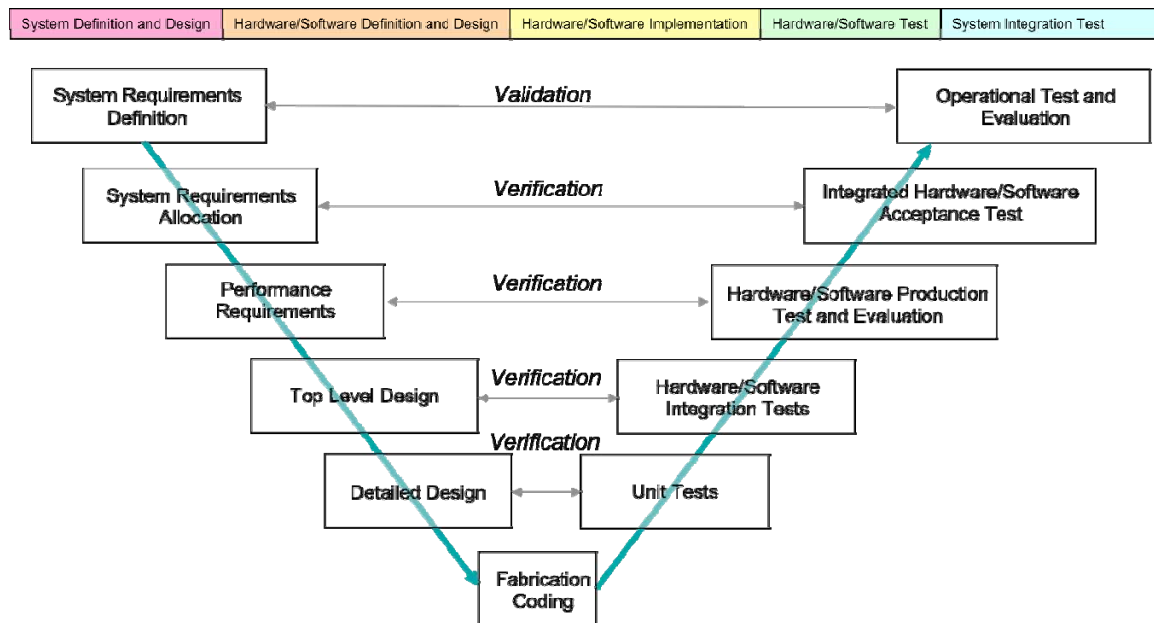 System Definition and Design
Hardware/Software Definition and Design
Hardware/Software Implementation
Hardware/Software Test
System Integration Test
System Requirements
Definition
Validation
Operational Test and
Evaluation
System Requirements
Allocation
Verification
Integrated Hardware/Software
Acceptance Test
Performance
Requirements
Verification
Hardware/Software Production
Test and Evaluation
Top Level Design
Verification
Hardware/Software
Integration Tests
Verification
Detailed Design
Unit Tests
Fabrication
Coding